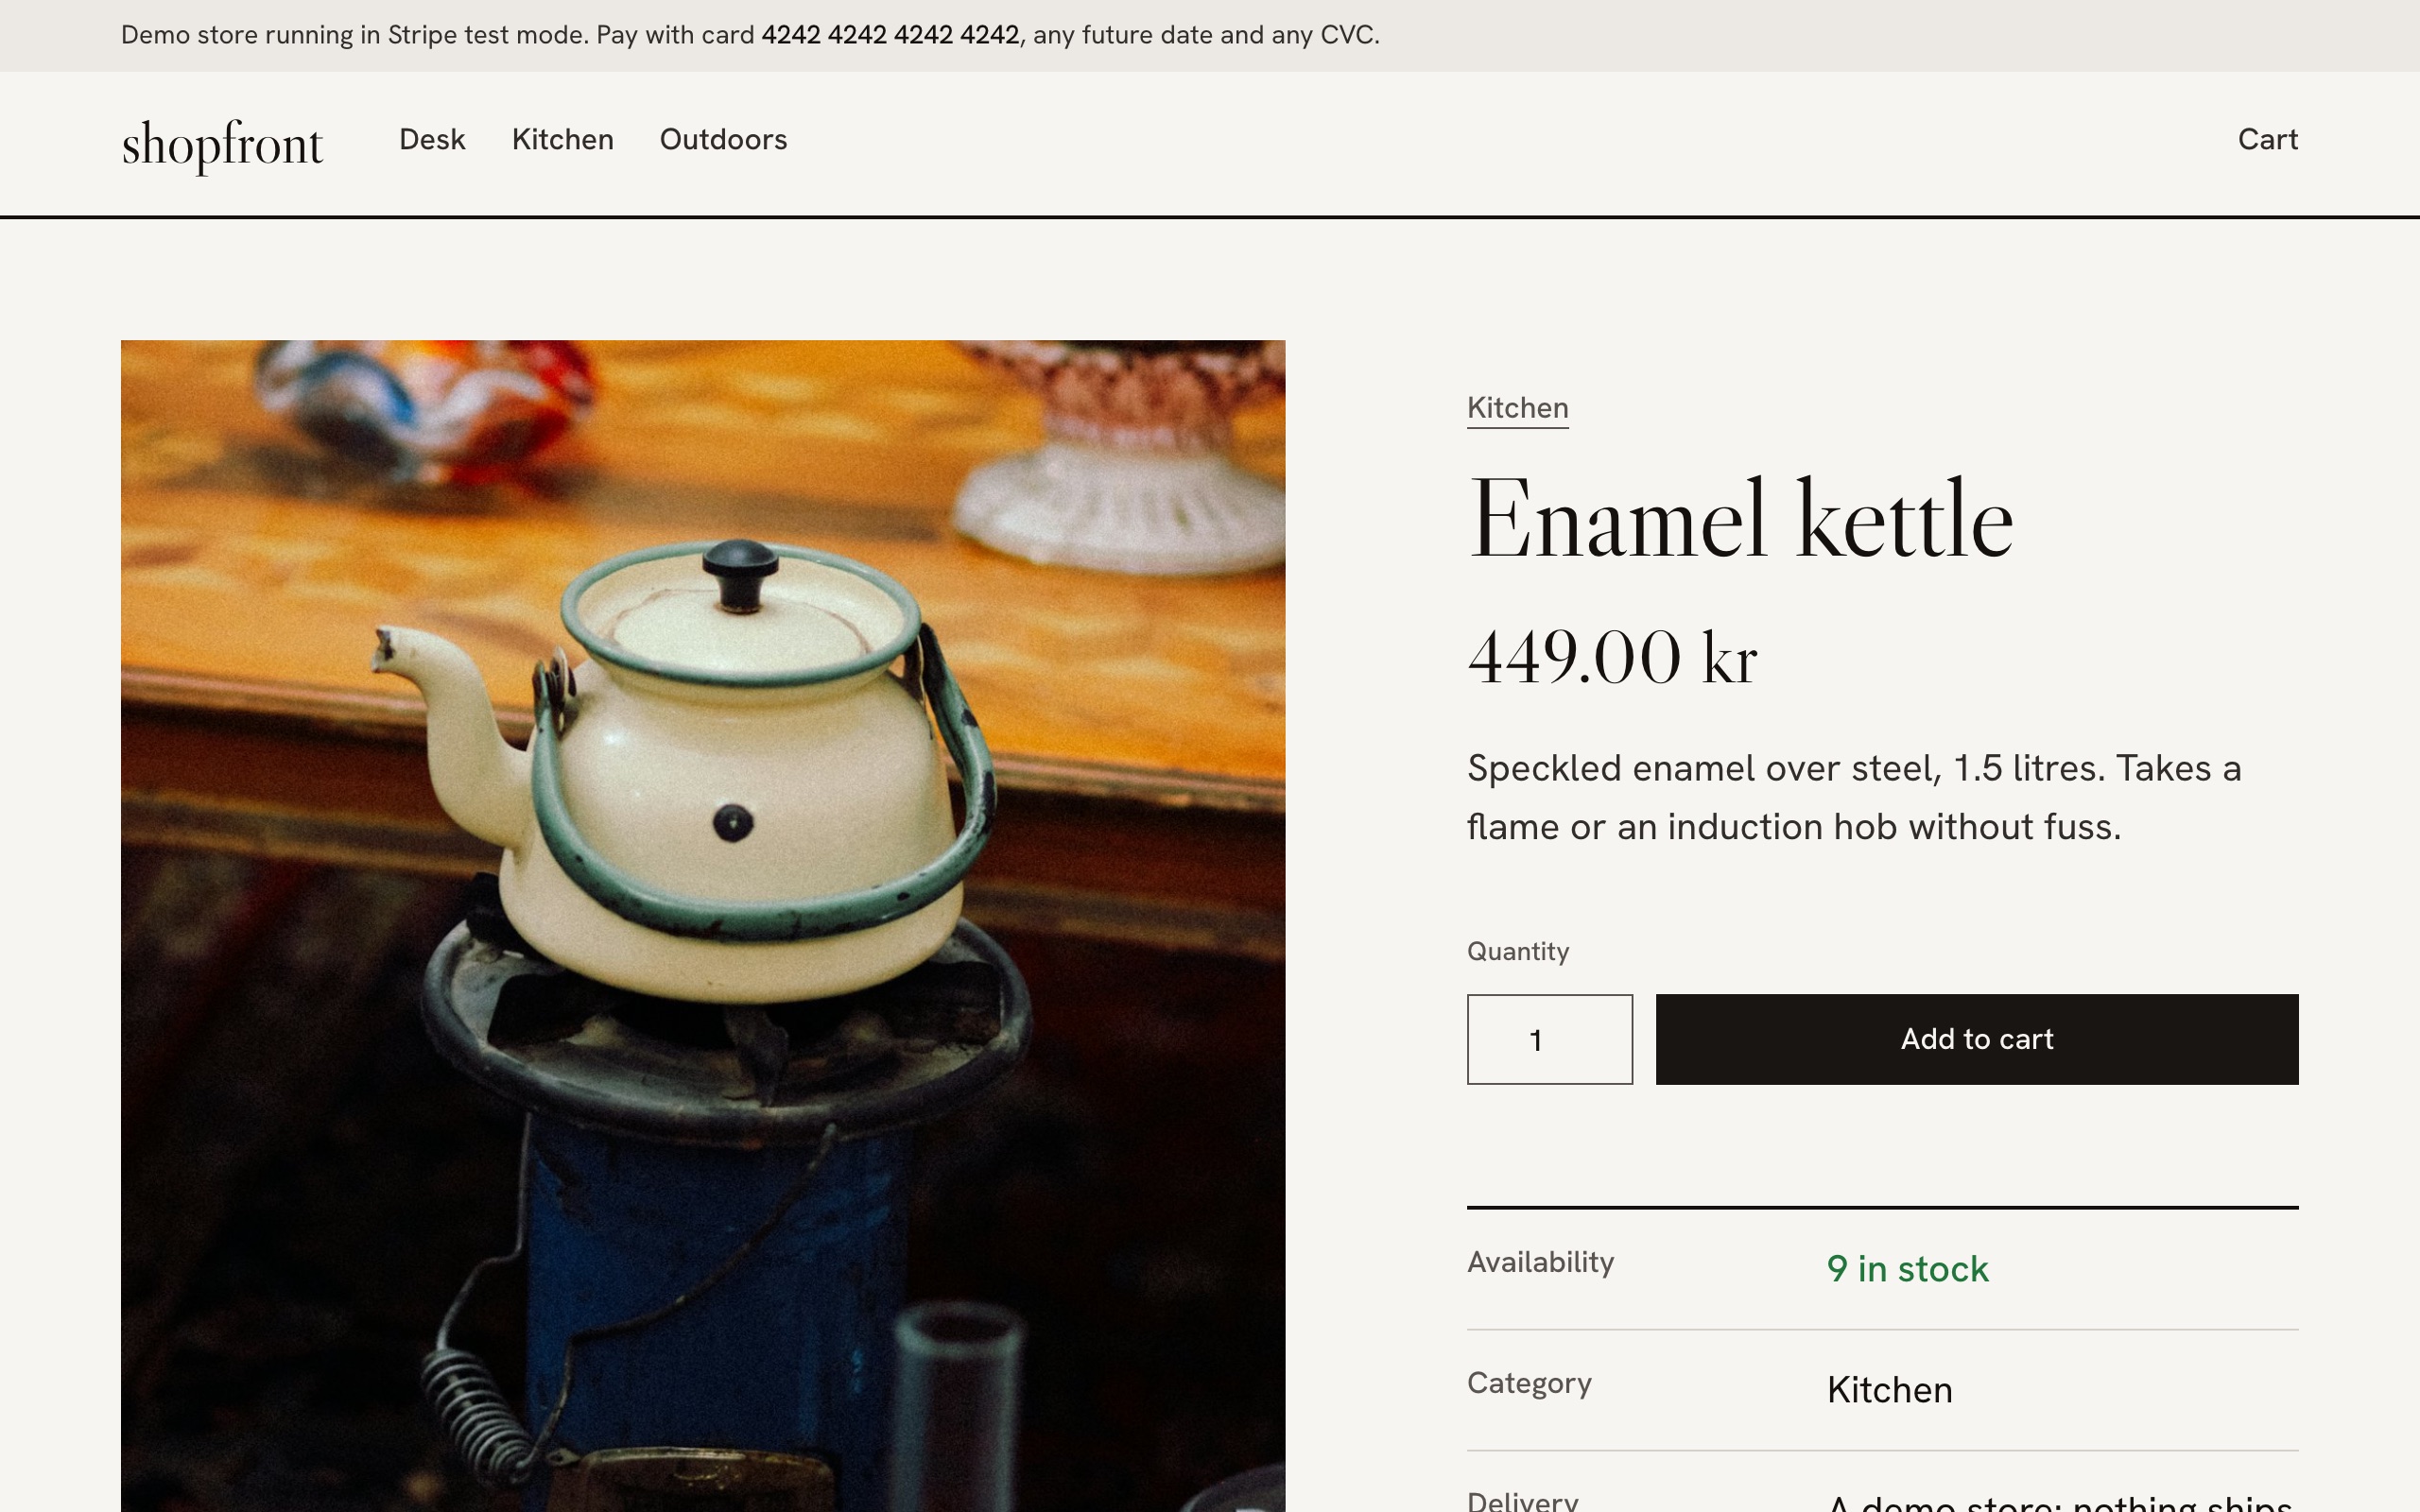 Demo store running in Stripe test mode. Pay with card 4242 4242 4242 4242, any future date and any CVC.
shopfront Desk Kitchen Outdoors Cart
Kitchen
Enamel kettle
449.00 kr
Speckled enamel over steel, 1.5 litres. Takes a
flame or an induction hob without fuss.
Quantity
1 Add to cart
Availability 9 in stock
Category Kitchen
Delivery A demo store: nothing ships